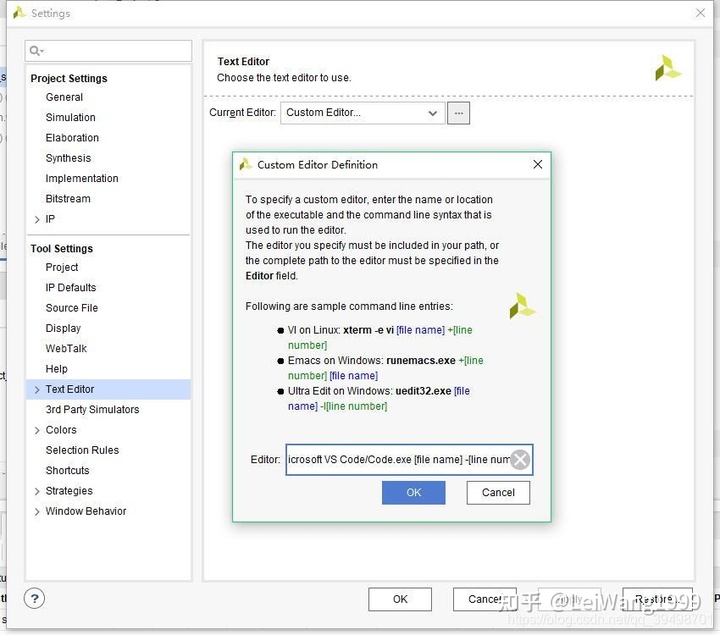 Settings
Project Settings
General
Simulation
Elaboration
Synthesis
Implementation
Bitstream
IP
Tool Settings
Project
IP Defaults
Source File
Display
WebTalk
Help
Text Editor
3rd Party Simulators
Colors
Selection Rules
Shortcuts
Strategies
Window Behavior
Text Editor
Choose the text editor to use.
Current Editor: Custom Editor... ...
Custom Editor Definition
To specify a custom editor, enter the name or location
of the executable and the command line syntax that is
used to run the editor.
The editor you specify must be included in your path, or
the complete path to the editor must be specified in the
Editor field.
Following are sample command line entries:
● VI on Linux: xterm -e vi [file name] +[line
number]
● Emacs on Windows: runemacs.exe +[line
number] [file name]
● Ultra Edit on Windows: uedit32.exe [file
name] -l[line number]
Editor: icrosoft VS Code/Code.exe [file name] -[line num
OK Cancel
? OK Cancel Apply Restore...
知乎 @LeiWang1999